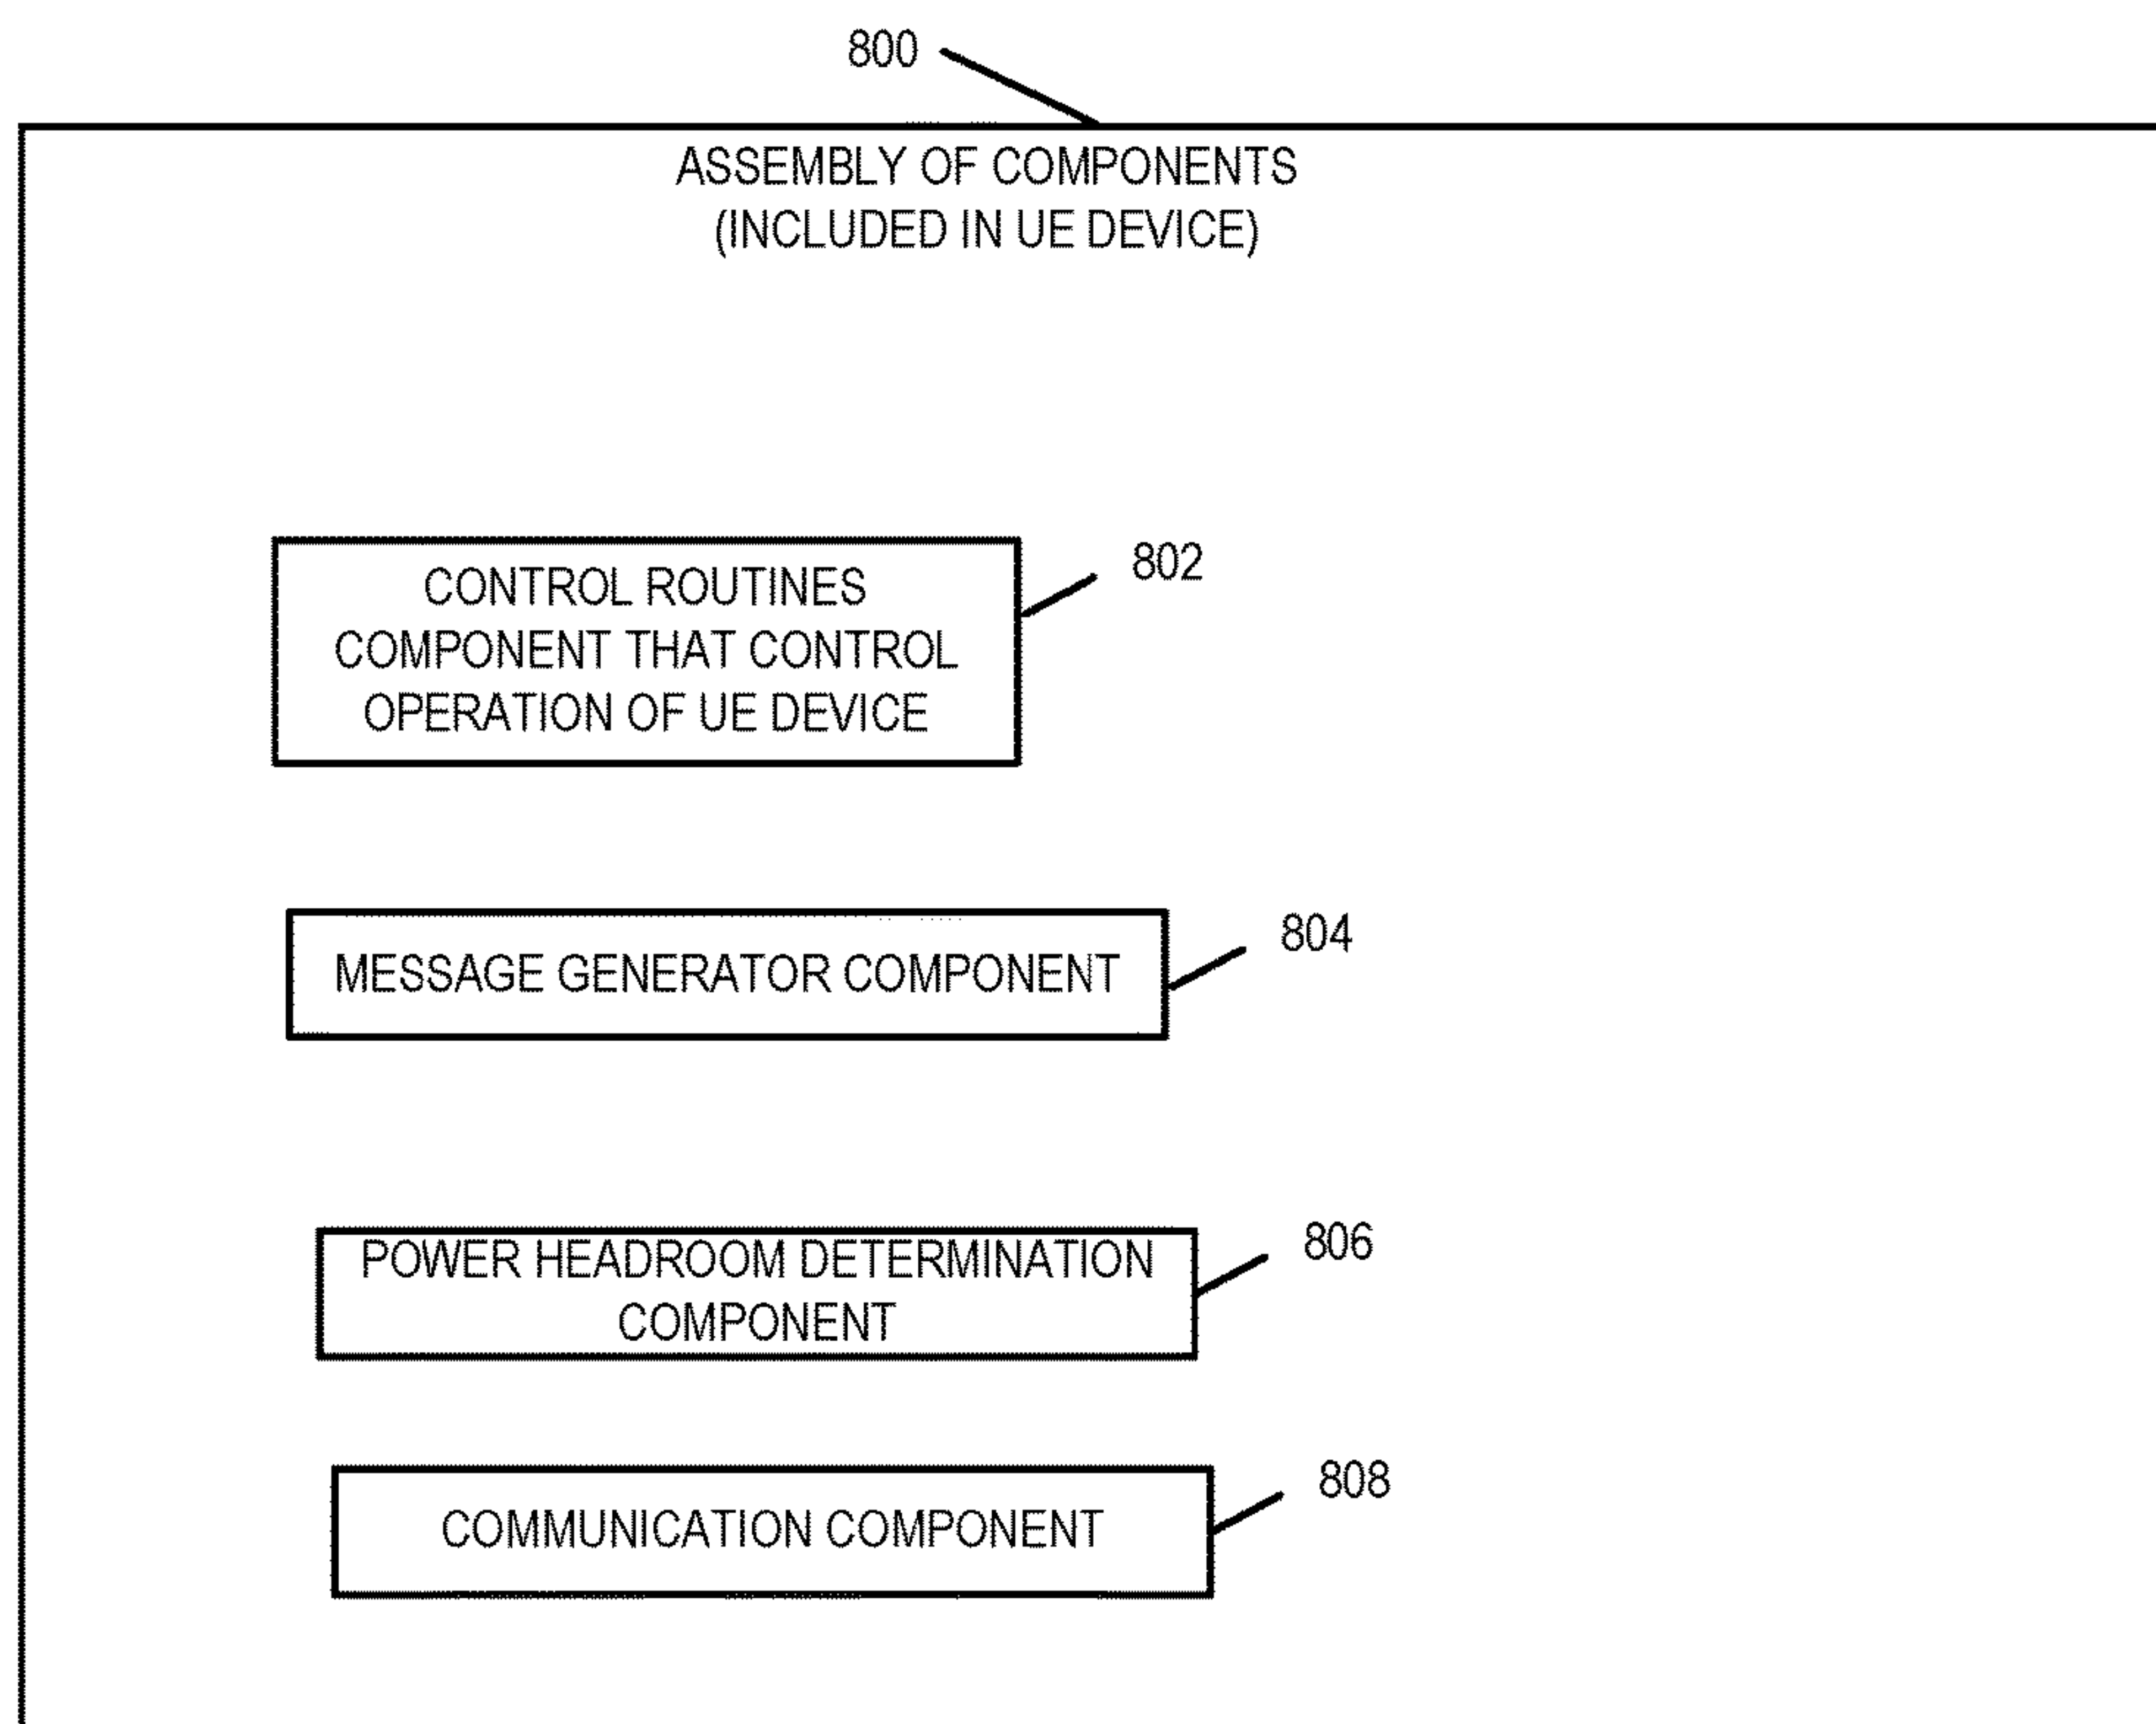 800
ASSEMBLY OF COMPONENTS
(INCLUDED IN UE DEVICE)
802
CONTROL ROUTINES
COMPONENT THAT CONTROL
OPERATION OF UE DEVICE
804
MESSAGE GENERATOR COMPONENT
806
POWER HEADROOM DETERMINATION
COMPONENT
808
COMMUNICATION COMPONENT